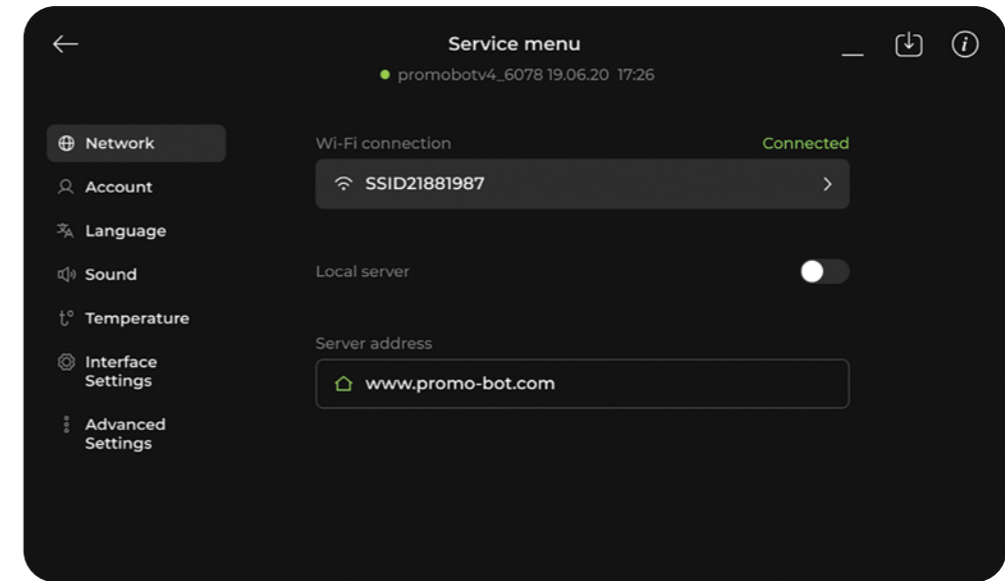 Service menu
promobotv4_6078 19.06.20 17:26
Network
Account
Language
Sound
t° Temperature
Interface
Settings
Advanced
Settings
Wi-Fi connection
Connected
SSID21881987
Local server
Server address
www.promo-bot.com